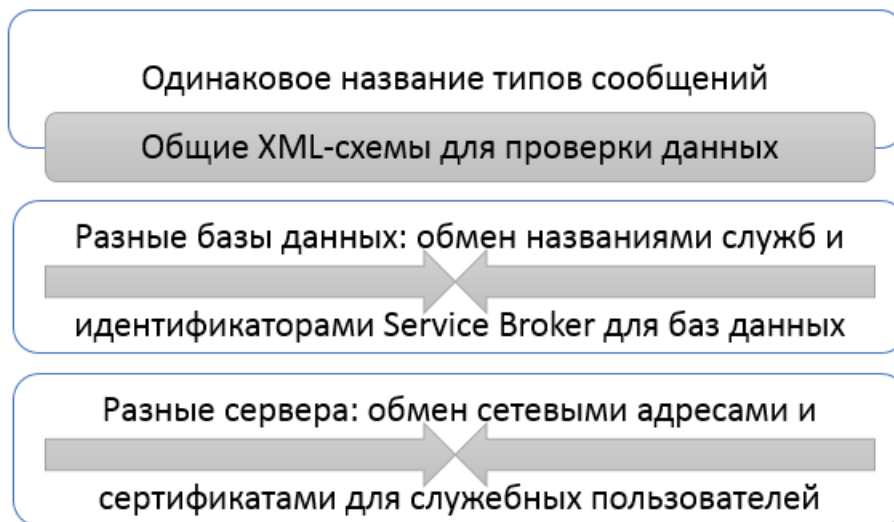 Одинаковое название типов сообщений
Общие XML-схемы для проверки данных
Разные базы данных: обмен названиями служб и
идентификаторами Service Broker для баз данных
Разные сервера: обмен сетевыми адресами и
сертификатами для служебных пользователей